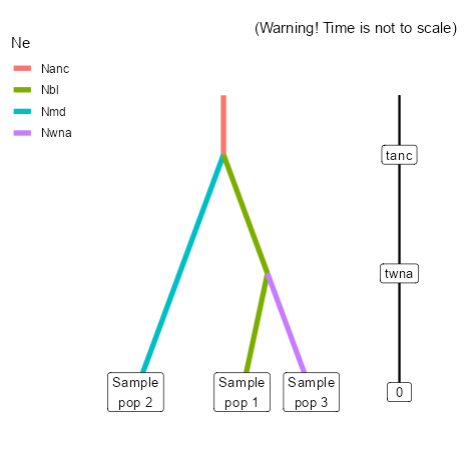 (Warning! Time is not to scale)
Ne
Nanc
Nbl
Nmd
Nwna
tanc
twna
Sample
pop 2
Sample
pop 1
Sample
pop 3
0